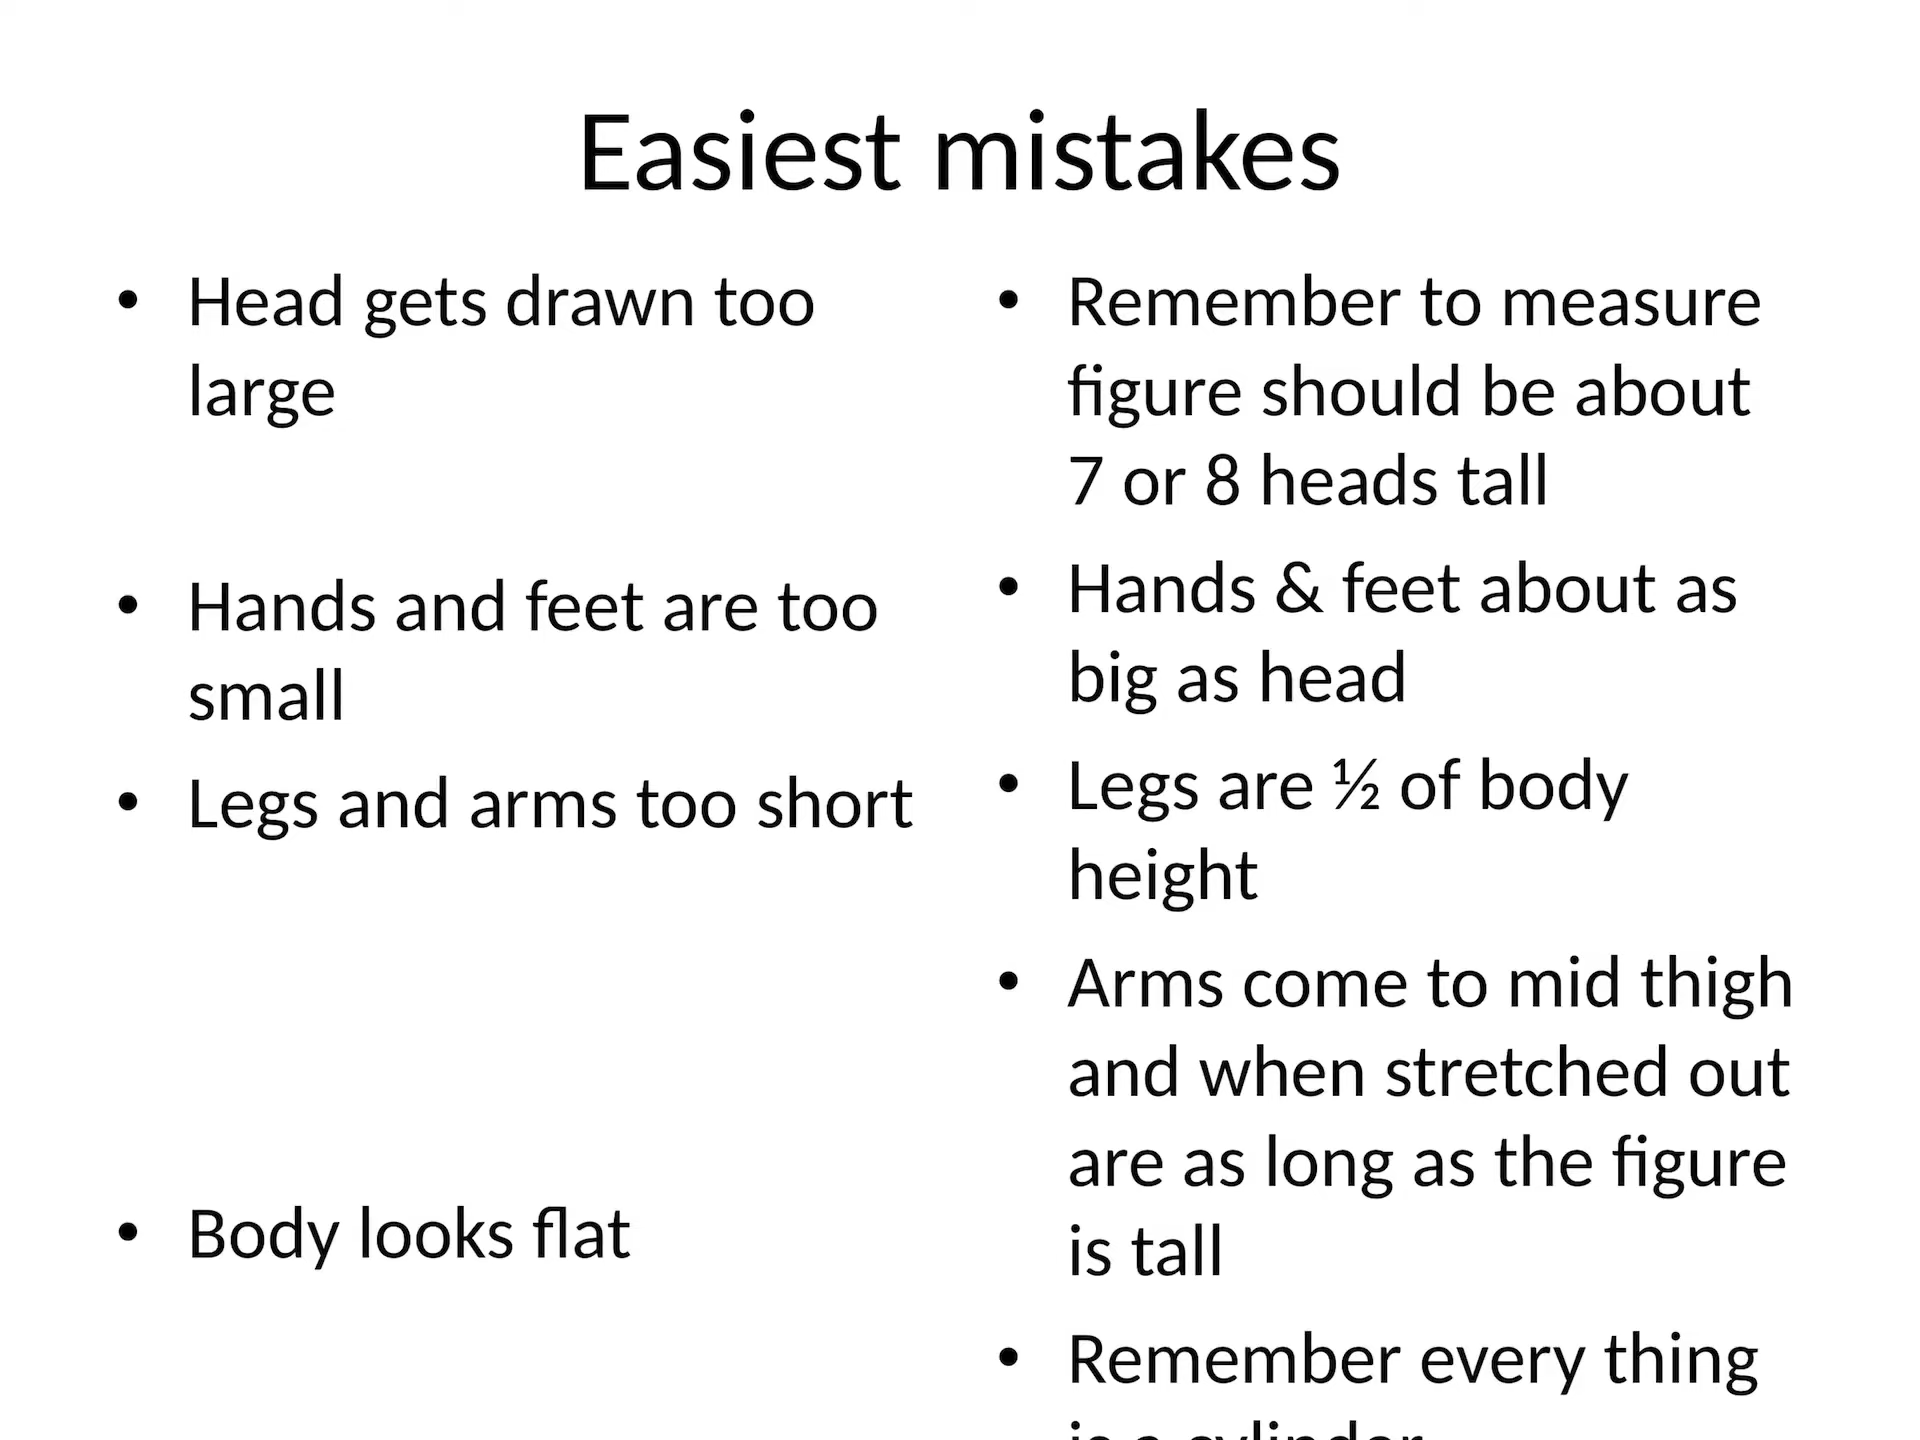 Easiest mistakes
• Head gets drawn too
large
• Hands and feet are too
small
• Legs and arms too short
• Body looks flat
• Remember to measure
figure should be about
7 or 8 heads tall
• Hands & feet about as
big as head
• Legs are ½ of body
height
• Arms come to mid thigh
and when stretched out
are as long as the figure
is tall
• Remember every thing
is a cylinder